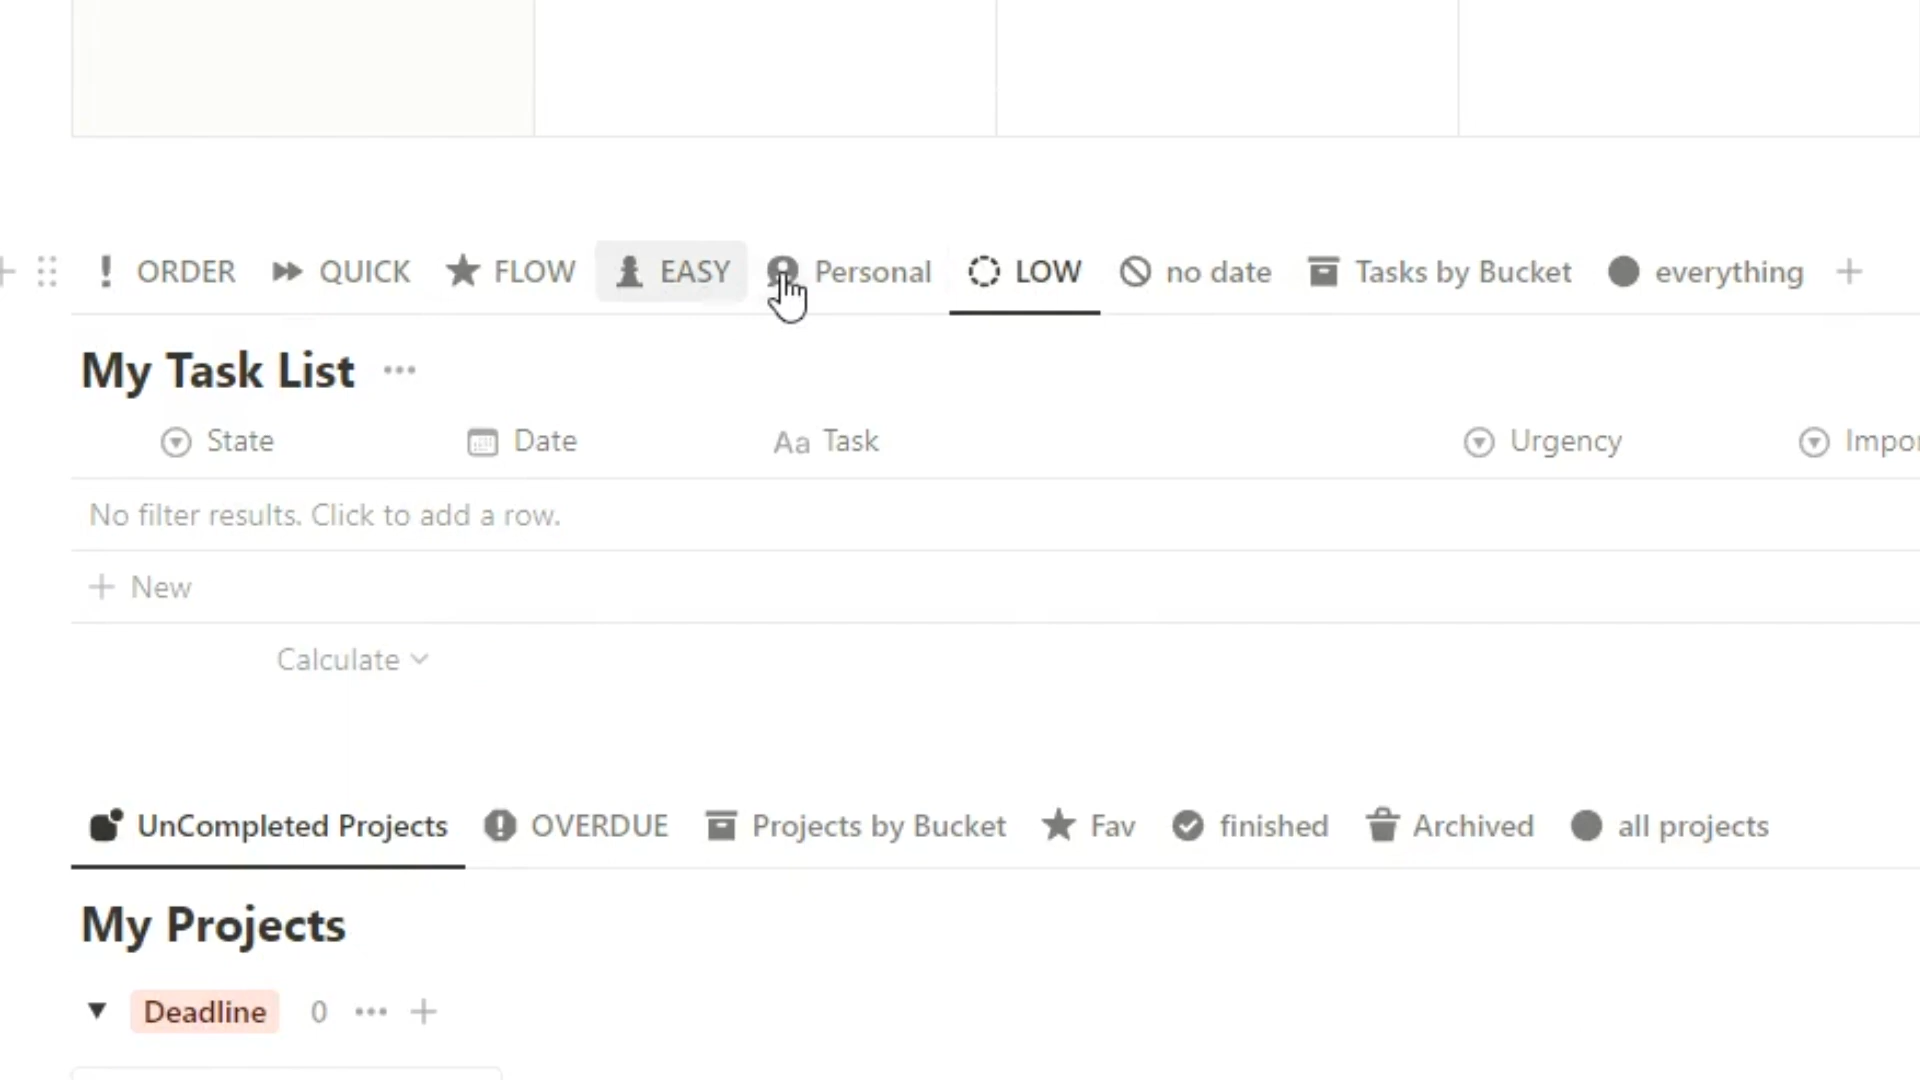 ORDER QUICK FLOW EASY Personal LOW no date Tasks by Bucket everything
My Task List
State Date Aa Task Urgency Impor
No filter results. Click to add a row.
New
Calculate
UnCompleted Projects OVERDUE Projects by Bucket Fav finished Archived all projects
My Projects
Deadline 0